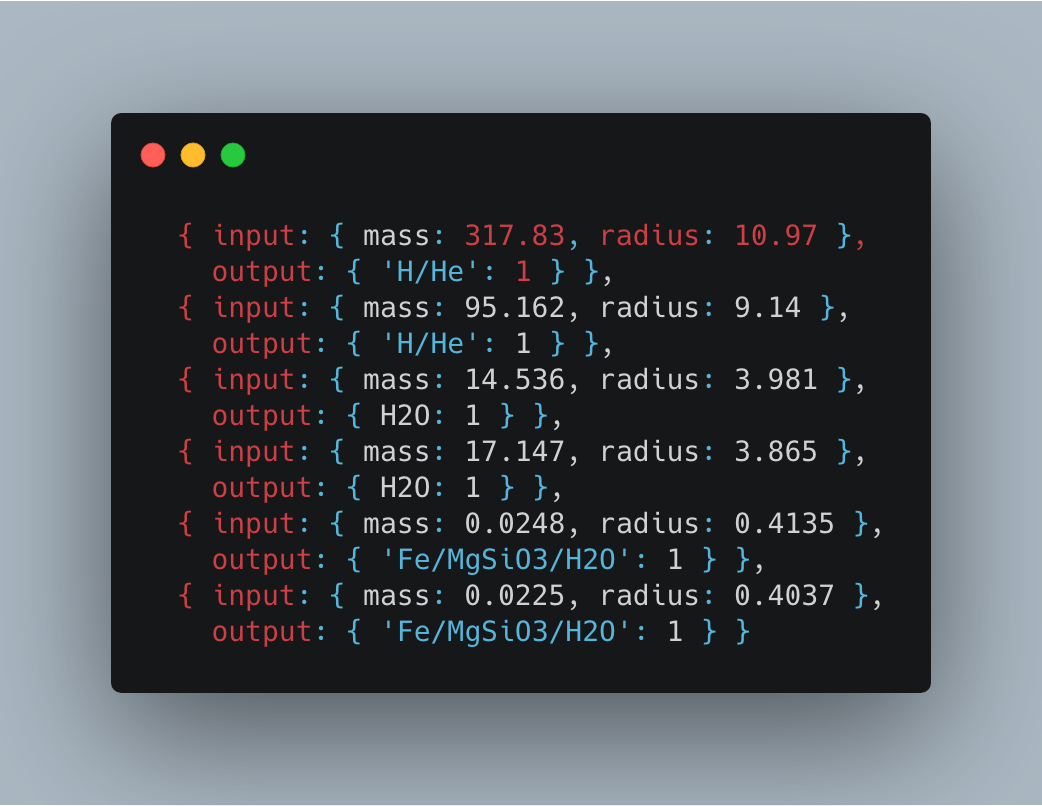 { input: { mass: 317.83, radius: 10.97 },
output: { 'H/He': 1 } },
{ input: { mass: 95.162, radius: 9.14 },
output: { 'H/He': 1 } },
{ input: { mass: 14.536, radius: 3.981 },
output: { H2O: 1 } },
{ input: { mass: 17.147, radius: 3.865 },
output: { H2O: 1 } },
{ input: { mass: 0.0248, radius: 0.4135 },
output: { 'Fe/MgSiO3/H2O': 1 } },
{ input: { mass: 0.0225, radius: 0.4037 },
output: { 'Fe/MgSiO3/H2O': 1 } }